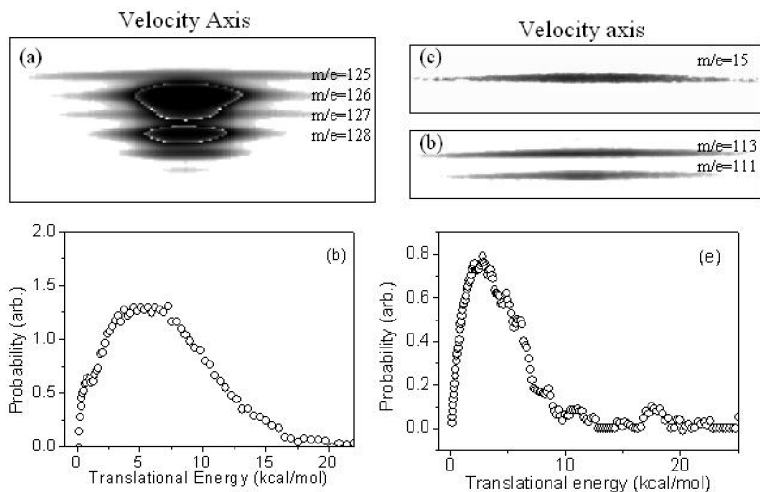 Velocity Axis
(a)
m/e=125
m/e=126
m/e=127
m/e=128
Velocity axis
(c)
m/e=15
(b)
m/e=113
m/e=111
(b)
2.0
1.5
1.0
0.5
0.0
Probability (arb.)
0 5 10 15 20
Translational Energy (kcal/mol)
(e)
0.8
0.6
0.4
0.2
0.0
Probability (arb.)
0 10 20
Translational energy (kcal/mol)